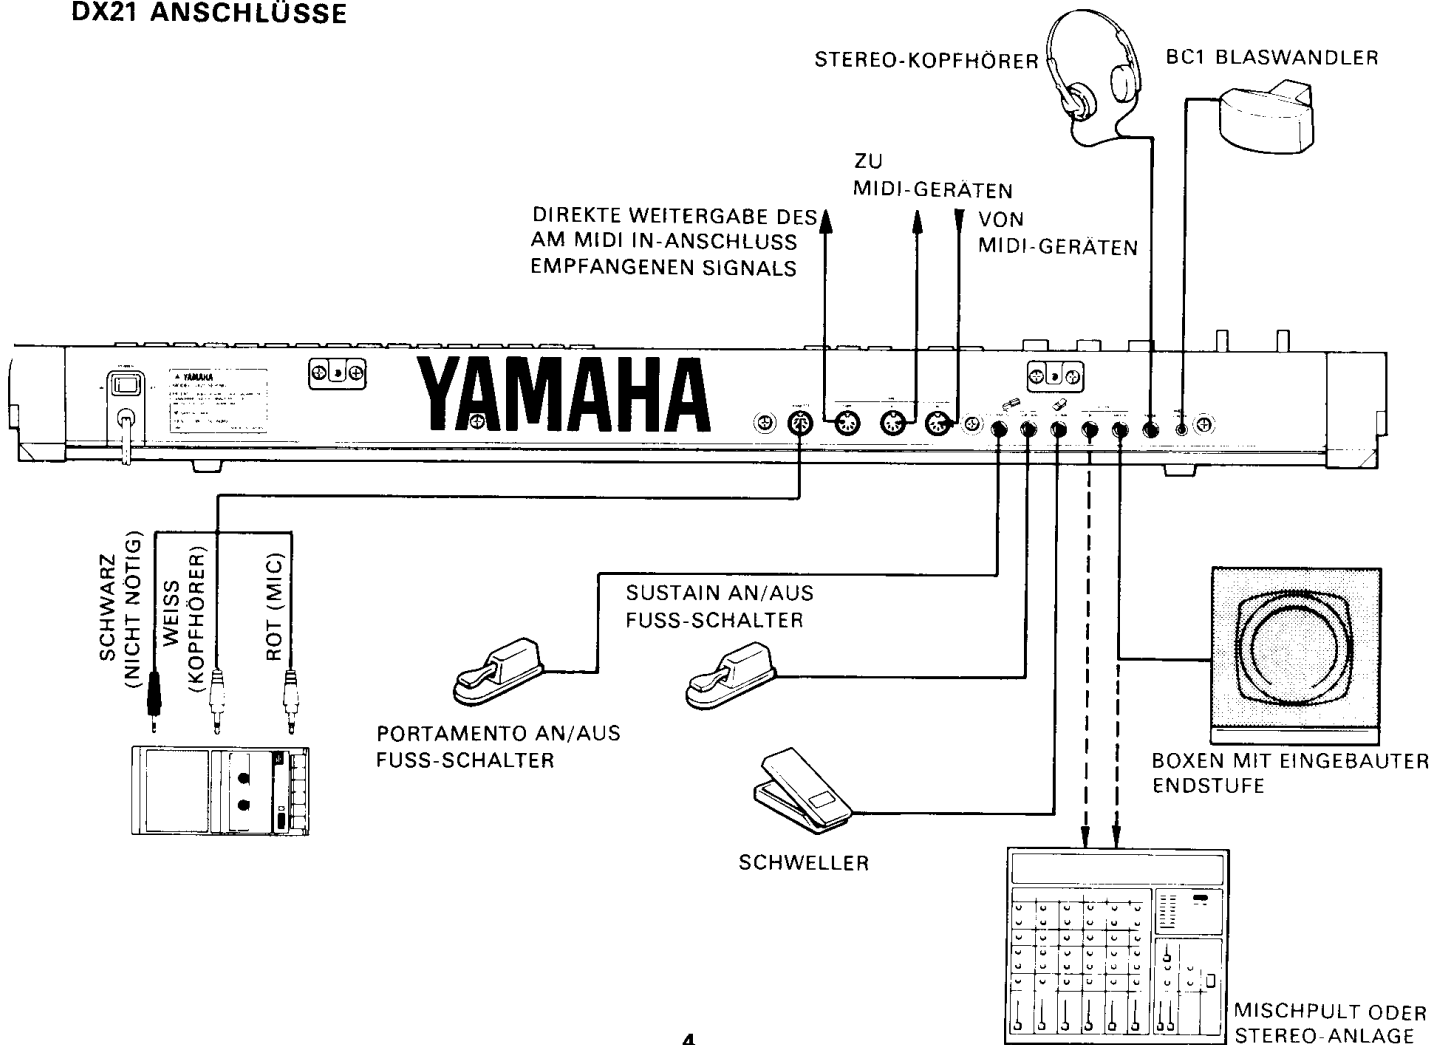 DX21 ANSCHLÜSSE
STEREO-KOPFHÖRER
BC1 BLASWANDLER
ZU
MIDI-GERÄTEN
DIREKTE WEITERGABE DES
AM MIDI IN-ANSCHLUSS
EMPFANGENEN SIGNALS
VON
MIDI-GERÄTEN
YAMAHA
YAMAHA
SCHWARZ
(NICHT NÖTIG)
WEISS
(KOPFHÖRER)
ROT (MIC)
SUSTAIN AN/AUS
FUSS-SCHALTER
PORTAMENTO AN/AUS
FUSS-SCHALTER
BOXEN MIT EINGEBAUTER
ENDSTUFE
SCHWELLER
MISCHPULT ODER
STEREO-ANLAGE
4